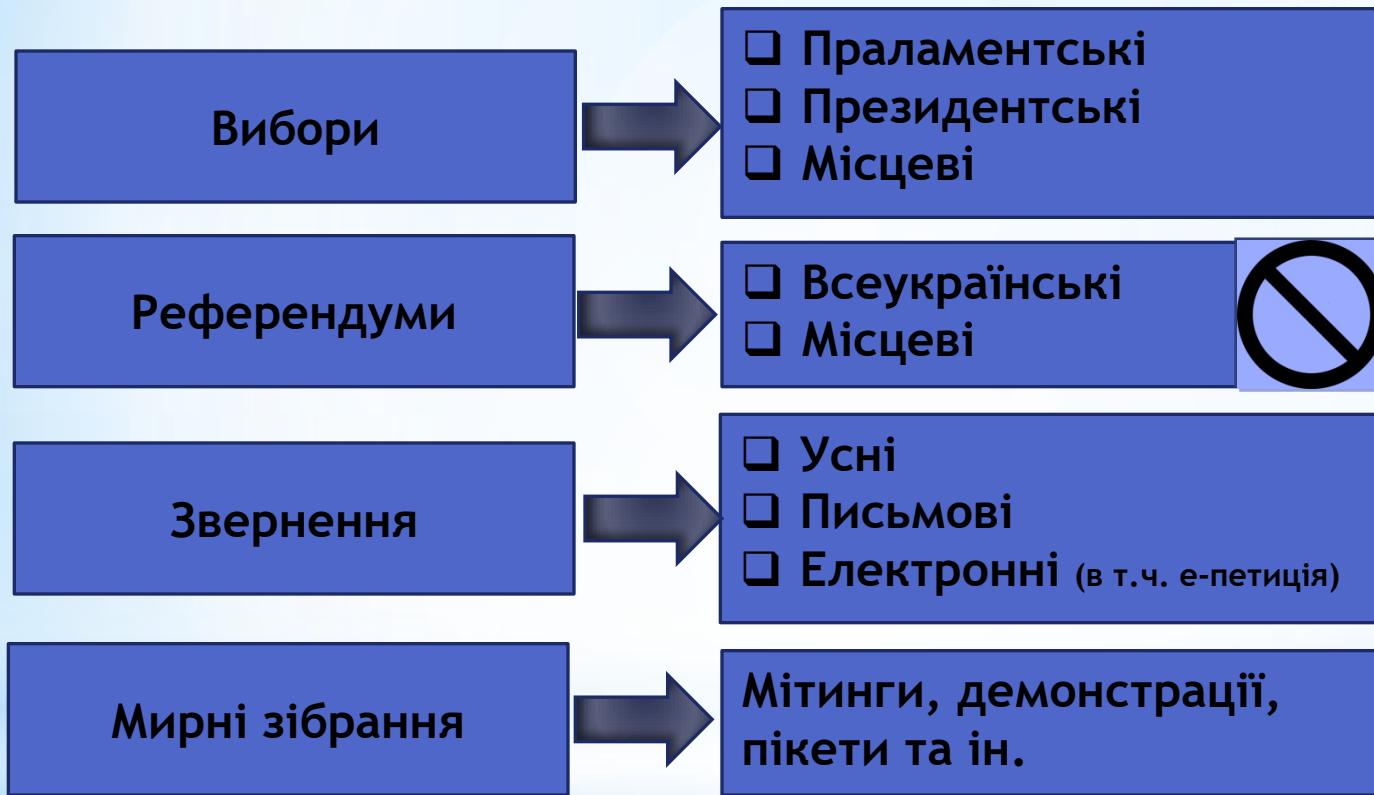 Вибори
❑ Праламентські
❑ Президентські
❑ Місцеві
Референдуми
❑ Всеукраїнські
❑ Місцеві
Звернення
❑ Усні
❑ Письмові
❑ Електронні (в т.ч. е-петиція)
Мирні зібрання
Мітинги, демонстрації,
пікети та ін.